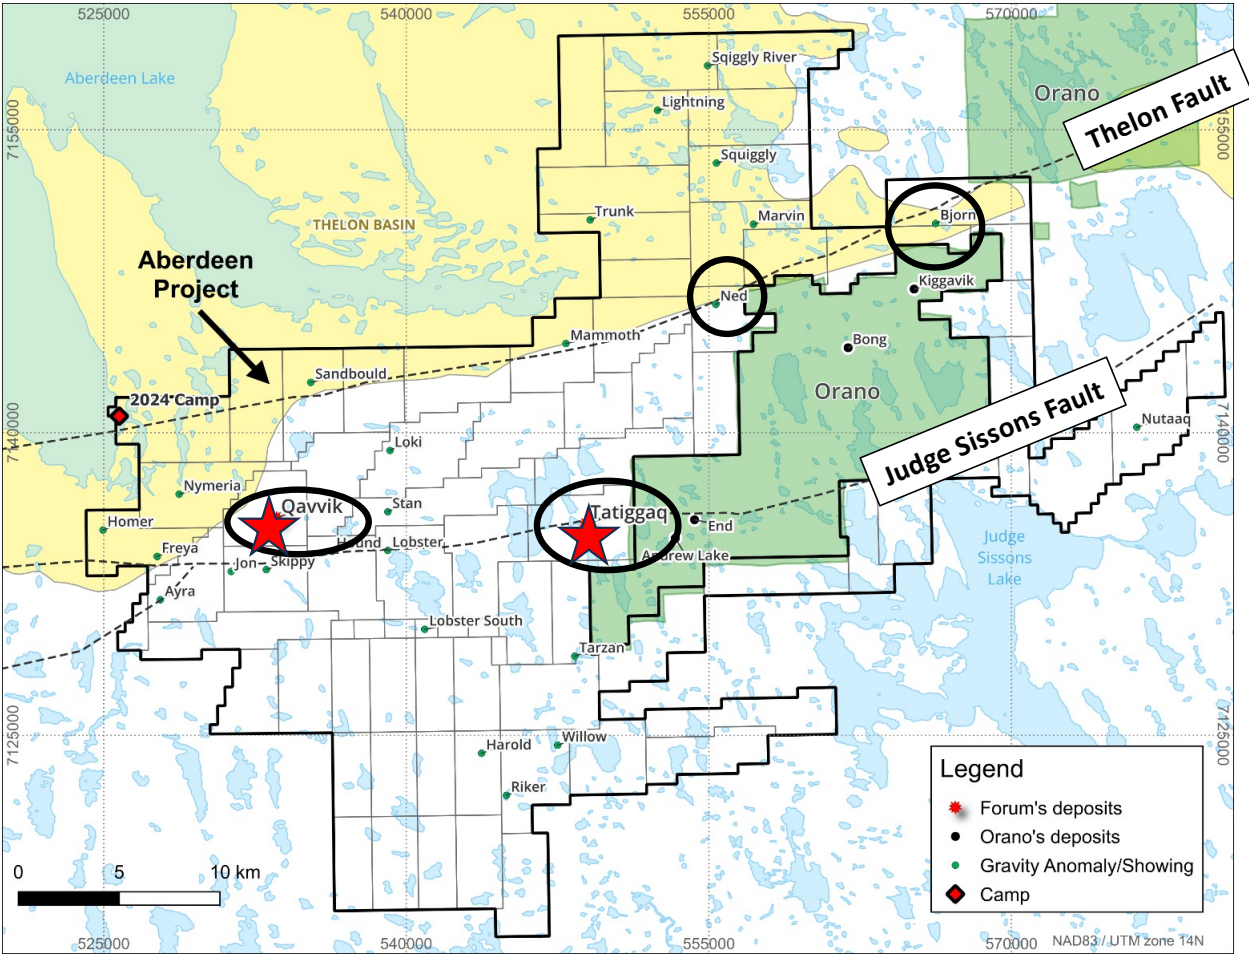 525000
540000
555000
570000
Sqiggly River
Aberdeen Lake
Orano
Lightning
Thelon Fault
7155000
155000
Squiggly
Trunk
Marvin
Bjorn
THELON BASIN
Aberdeen
Project
Kiggavik
Ned
Mammoth
Bong
Sandbould
Orano
2024 Camp
Judge Sissons Fault
Nutaaq
7140000
7140000
Loki
Nymeria
Qavvik
Stan
Tatiggaq
Homer
End
Freya
Hound
Lobster
Andrew Lake
Judge
Sissons
Lake
Jon
Skippy
Ayra
Lobster South
Tarzan
7125000
7125000
Harold
Willow
Riker
Legend
Forum's deposits
Orano's deposits
Gravity Anomaly/Showing
Camp
0 5 10 km
525000
540000
555000
570000
NAD83 / UTM zone 14N